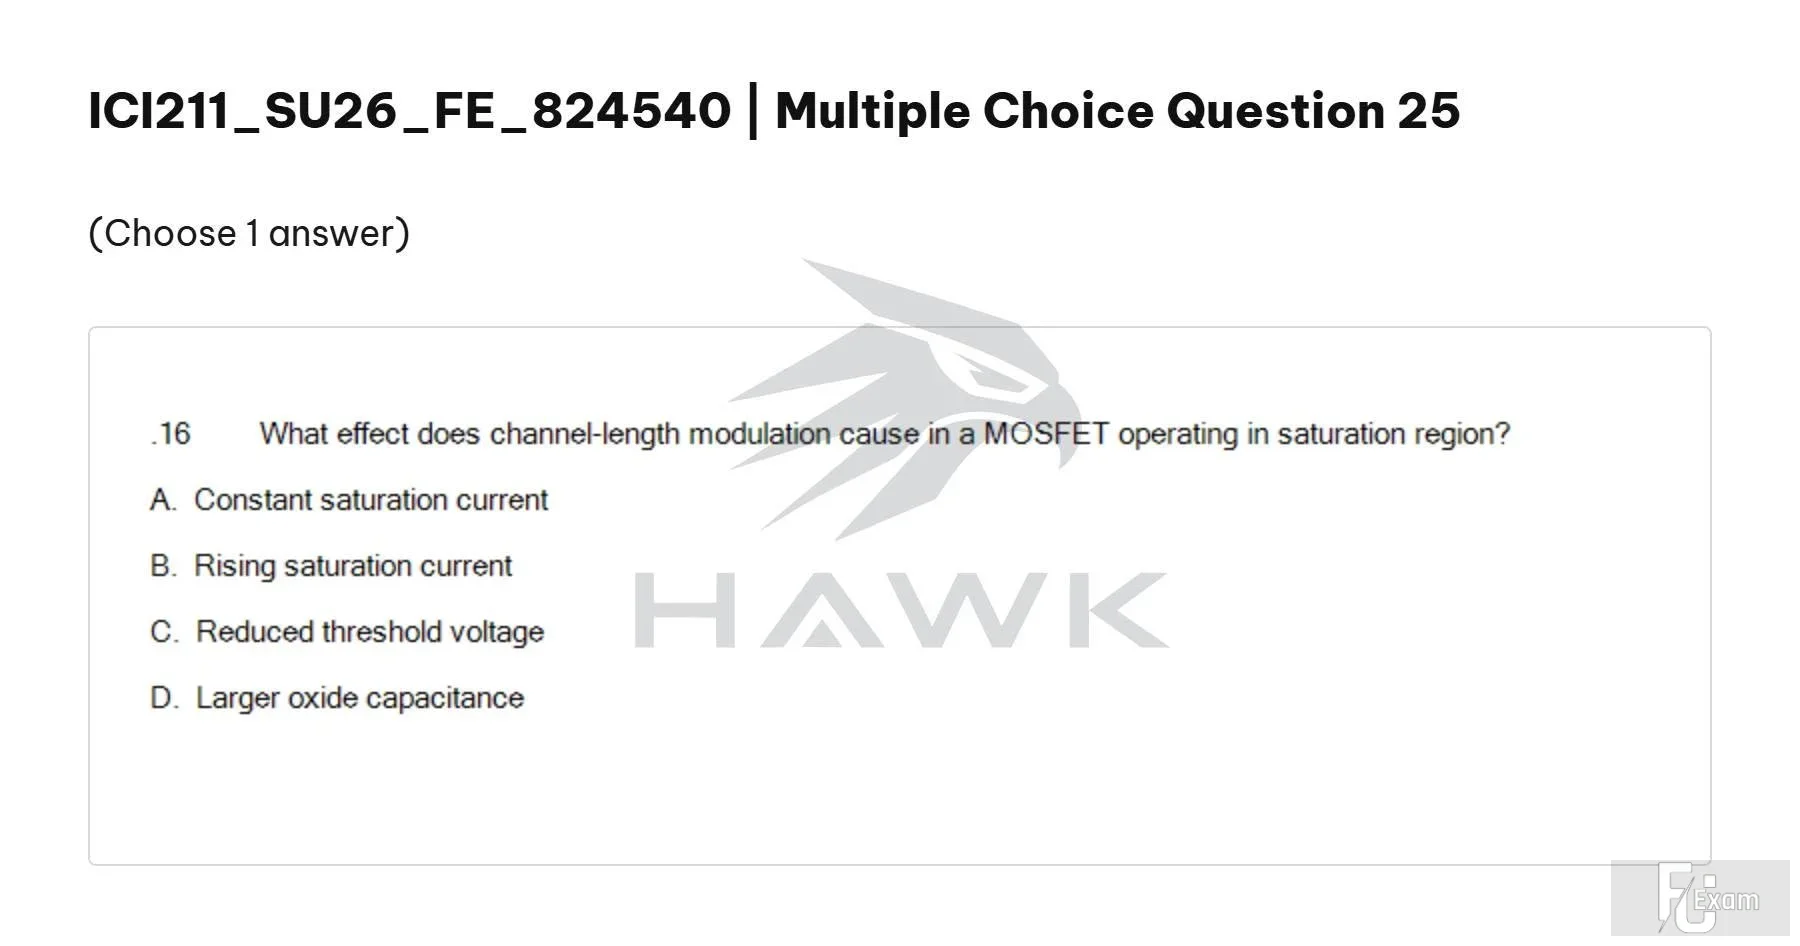 ICI211_SU26_FE_824540 | Multiple Choice Question 25
(Choose 1 answer)
.16 What effect does channel-length modulation cause in a MOSFET operating in saturation region?
A. Constant saturation current
B. Rising saturation current
C. Reduced threshold voltage
D. Larger oxide capacitance
HAWK
FU Exam